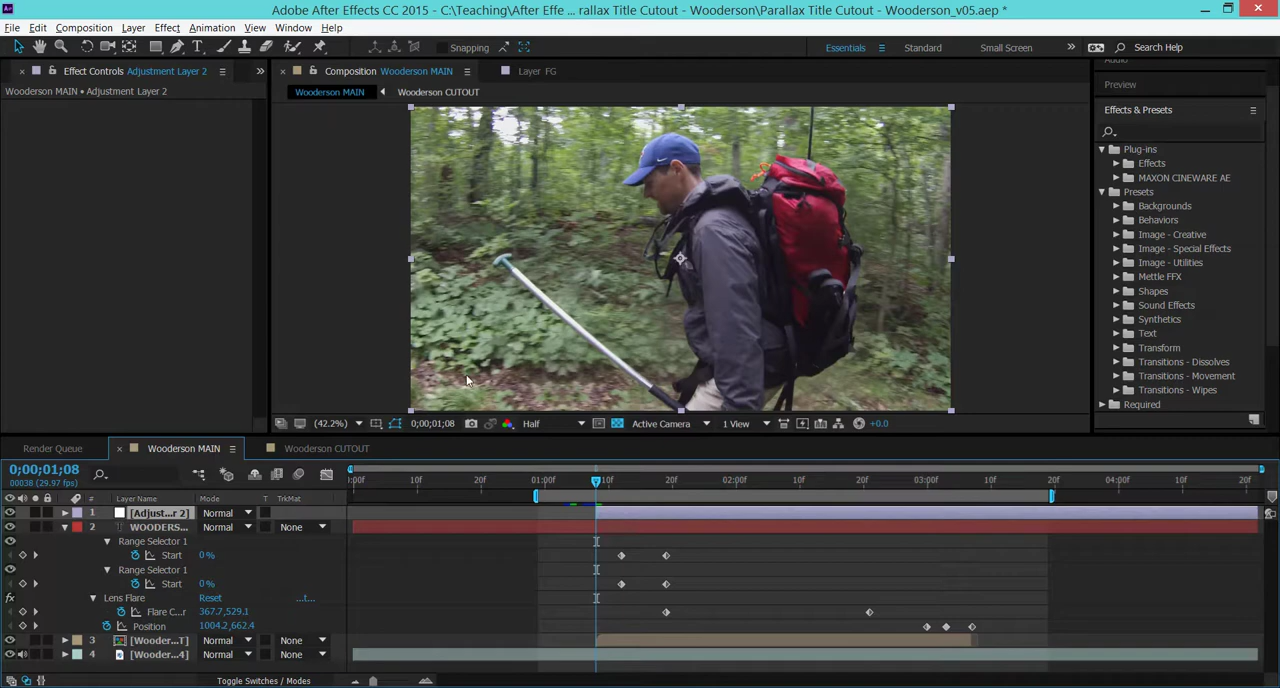 Adobe After Effects CC 2015 - C:\Teaching\After Effe ... rallax Title Cutout - Wooderson\Parallax Title Cutout - Wooderson_v05.aep *
File Edit Composition Layer Effect Animation View Window Help
Snapping Essentials Standard Small Screen Search Help
Effect Controls Adjustment Layer 2 Composition Wooderson MAIN Layer FG Audio
Wooderson MAIN • Adjustment Layer 2 Wooderson MAIN Wooderson CUTOUT Preview
Effects & Presets
Plug-ins
Effects
MAXON CINEWARE AE
Presets
Backgrounds
Behaviors
Image - Creative
Image - Special Effects
Image - Utilities
Mettle FFX
Shapes
Sound Effects
Synthetics
Text
Transform
Transitions - Dissolves
Transitions - Movement
Transitions - Wipes
Required
(42.2%) 0;00;01;08 Half Active Camera 1 View +0.0
Render Queue Wooderson MAIN Wooderson CUTOUT
0;00;01;08
00038 (29.97 fps)
:00f 10f 20f 01:00f 10f 20f 02:00f 10f 20f 03:00f 10f 20f 04:00f 10f 20f
# Layer Name Mode T TrkMat
1 [Adjust...r 2] Normal
2 WOODERS... Normal None
Range Selector 1
Start 0 %
Range Selector 1
Start 0 %
fx Lens Flare Reset ...t...
Flare C...r 367.7,529.1
Position 1004.2,662.4
3 [Wooder...T] Normal None
4 [Wooder...4] Normal None
Toggle Switches / Modes